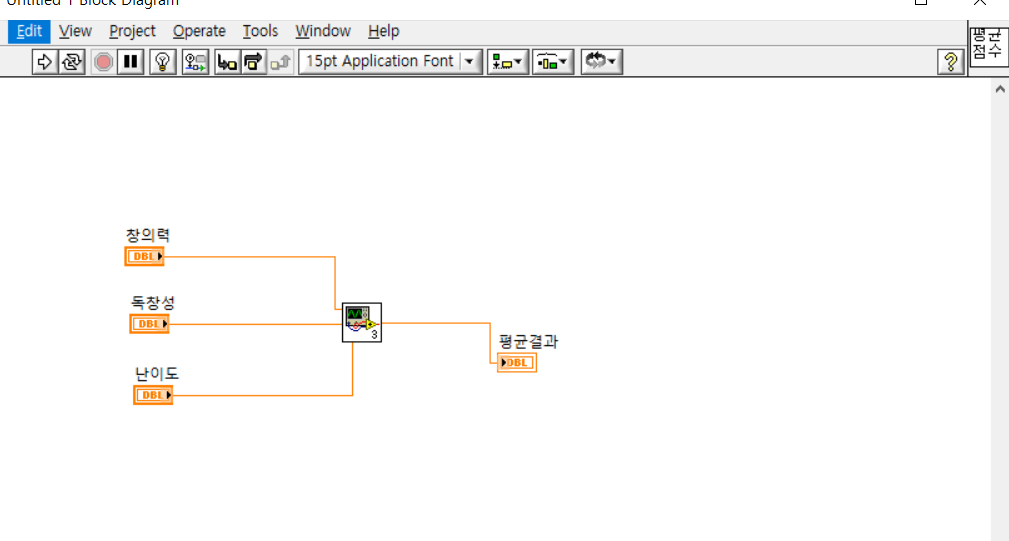 Untitled 1 Block Diagram
Edit View Project Operate Tools Window Help
15pt Application Font
평균
점수
창의력
DBL
독창성
DBL
3
평균결과
DBL
난이도
DBL